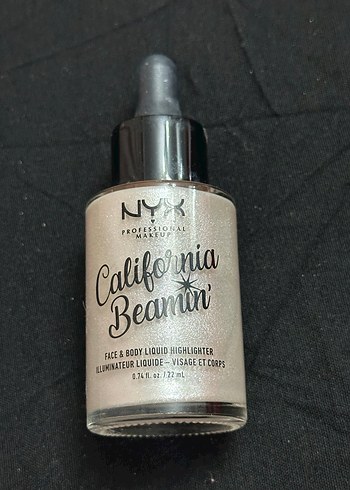 NYX
PROFESSIONAL
MAKEUP
California
Beamin'
FACE & BODY LIQUID HIGHLIGHTER
ILLUMINATEUR LIQUIDE – VISAGE ET CORPS
0.74 fl. oz. / 22 mL